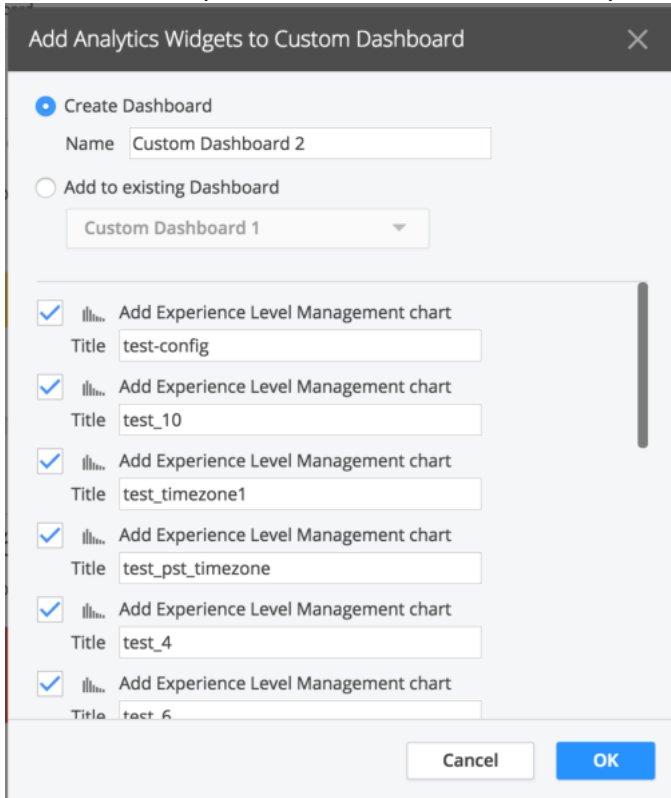 Add Analytics Widgets to Custom Dashboard
Create Dashboard
Name Custom Dashboard 2
Add to existing Dashboard
Custom Dashboard 1
Add Experience Level Management chart
Title test-config
Add Experience Level Management chart
Title test_10
Add Experience Level Management chart
Title test_timezone1
Add Experience Level Management chart
Title test_pst_timezone
Add Experience Level Management chart
Title test_4
Add Experience Level Management chart
Title test_6
Cancel OK